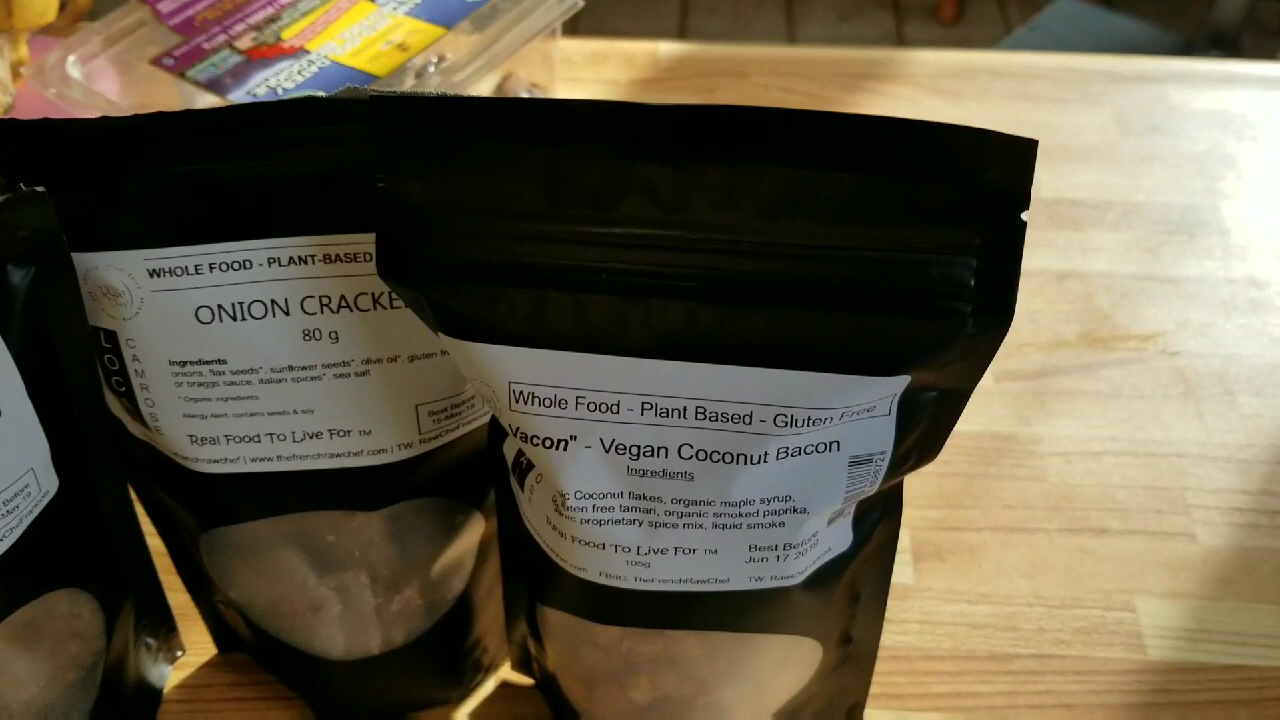 WHOLE FOOD - PLANT-BASED
ONION CRACKE
80 g
Ingredients
onions, flax seeds*, sunflower seeds*, olive oil*, gluten
or braggs sauce, italian spices*, sea salt
* Organic ingredients
Allergy Alert: contains seeds & soy
Best Before
15-May-19
Real Food To Live For TM
www.thefrenchrawchef.com | TW:
LOC
CAMROSE
Whole Food - Plant Based - Gluten Free
Vacon" - Vegan Coconut Bacon
Ingredients
Coconut flakes, organic maple syrup,
gluten free tamari, organic smoked paprika,
proprietary spice mix, liquid smoke
Real Food To Live For TM
105g
Best Before
Jun 17 2019
FB/IG: TheFrenchRawChef TW:
Before